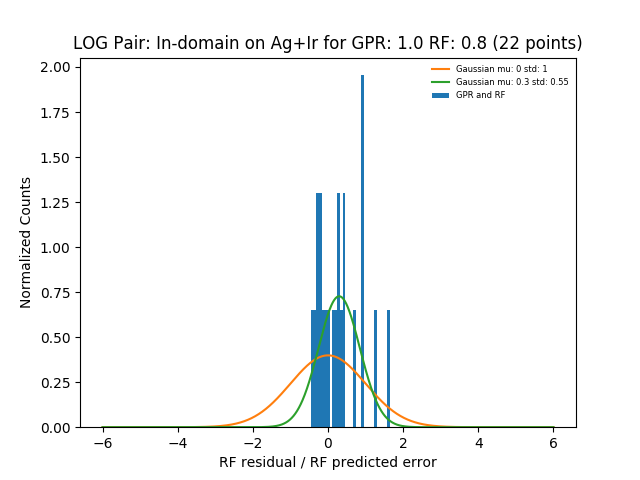 LOG Pair: In-domain on Ag+Ir for GPR: 1.0 RF: 0.8 (22 points)
Gaussian mu: 0 std: 1
Gaussian mu: 0.3 std: 0.55
GPR and RF
Normalized Counts
2.00
1.75
1.50
1.25
1.00
0.75
0.50
0.25
0.00
−6 −4 −2 0 2 4 6
RF residual / RF predicted error